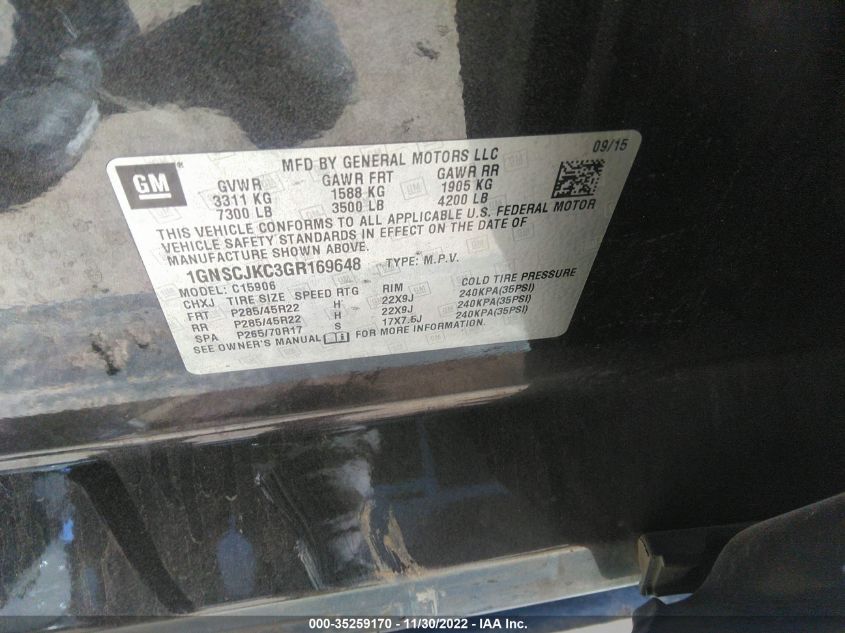 GM
MFD BY GENERAL MOTORS LLC
09/15
GVWR GAWR FRT GAWR RR
3311 KG 1588 KG 1905 KG
7300 LB 3500 LB 4200 LB
THIS VEHICLE CONFORMS TO ALL APPLICABLE U.S. FEDERAL MOTOR
VEHICLE SAFETY STANDARDS IN EFFECT ON THE DATE OF
MANUFACTURE SHOWN ABOVE.
1GNSCJKC3GR169648 TYPE: M.P.V.
MODEL: C15906
CHXJ TIRE SIZE SPEED RTG RIM COLD TIRE PRESSURE
FRT P285/45R22 H 22X9J 240KPA(35PSI)
RR P285/45R22 H 22X9J 240KPA(35PSI)
SPA P265/70R17 S 17X7.5J 240KPA(35PSI)
SEE OWNER'S MANUAL FOR MORE INFORMATION.
000-35259170 - 11/30/2022 - IAA Inc.